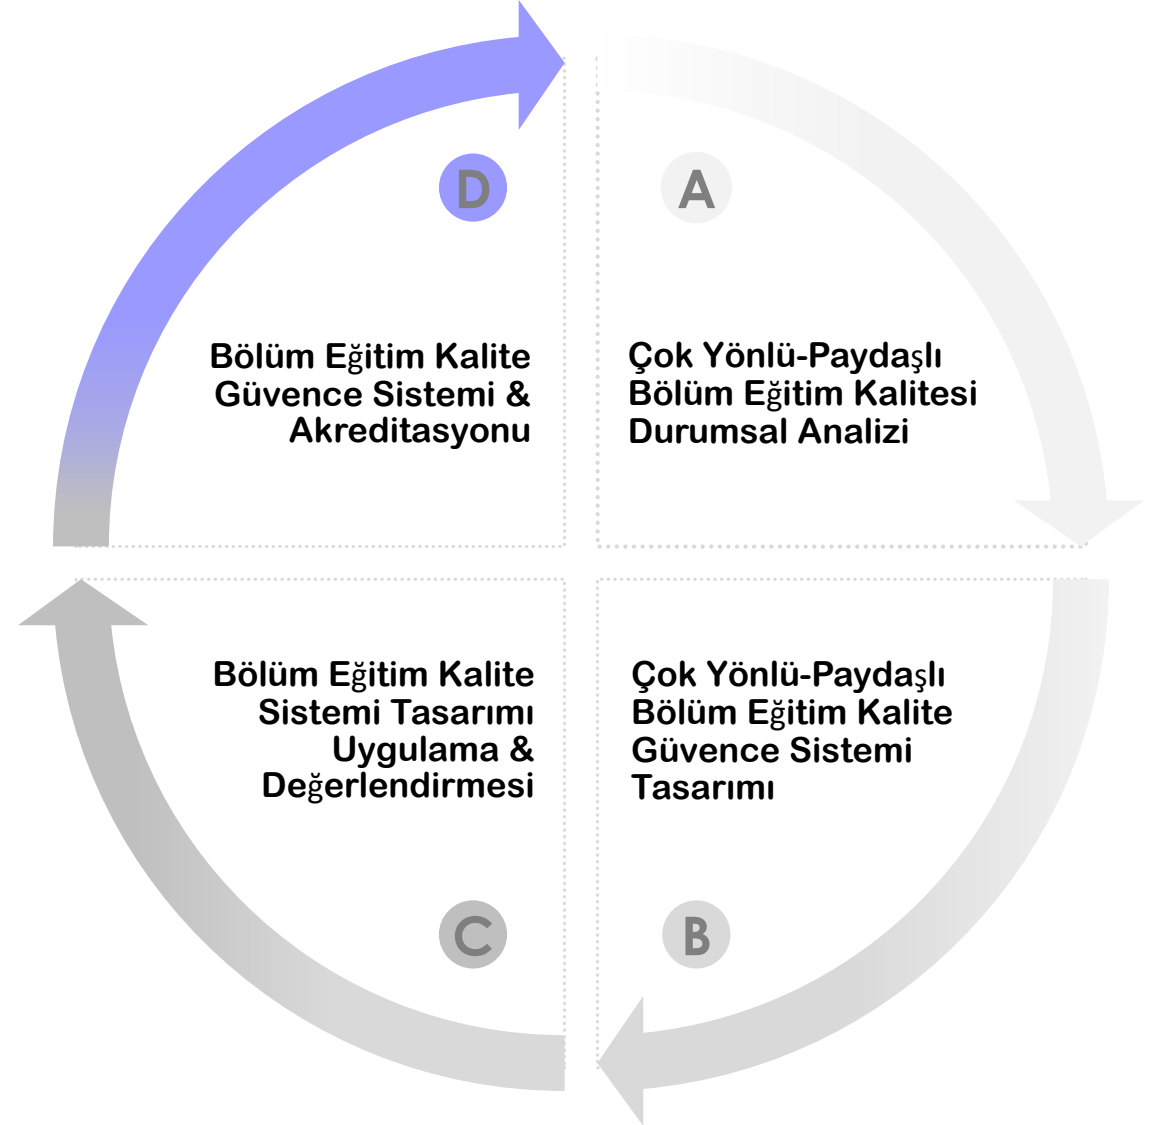 D
Bölüm Eğitim Kalite
Güvence Sistemi &
Akreditasyonu
A
Çok Yönlü-Paydaşlı
Bölüm Eğitim Kalitesi
Durumsal Analizi
Bölüm Eğitim Kalite
Sistemi Tasarımı
Uygulama &
Değerlendirmesi
C
Çok Yönlü-Paydaşlı
Bölüm Eğitim Kalite
Güvence Sistemi
Tasarımı
B